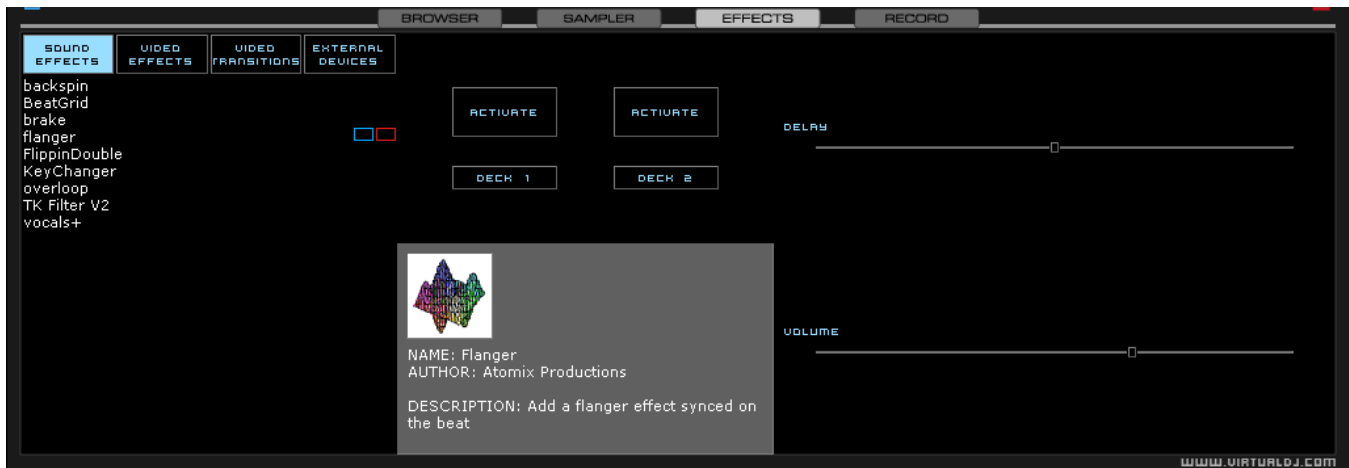 BROWSER SAMPLER EFFECTS RECORD
SOUND EFFECTS
VIDEO EFFECTS
VIDEO TRANSITIONS
EXTERNAL DEVICES
backspin
BeatGrid
brake
flanger
FlippinDouble
KeyChanger
overloop
TK Filter V2
vocals+
ACTIVATE
ACTIVATE
DECK 1
DECK 2
NAME: Flanger
AUTHOR: Atomix Productions
DESCRIPTION: Add a flanger effect synced on
the beat
DELAY
VOLUME
WWW.VIRTUALDJ.COM